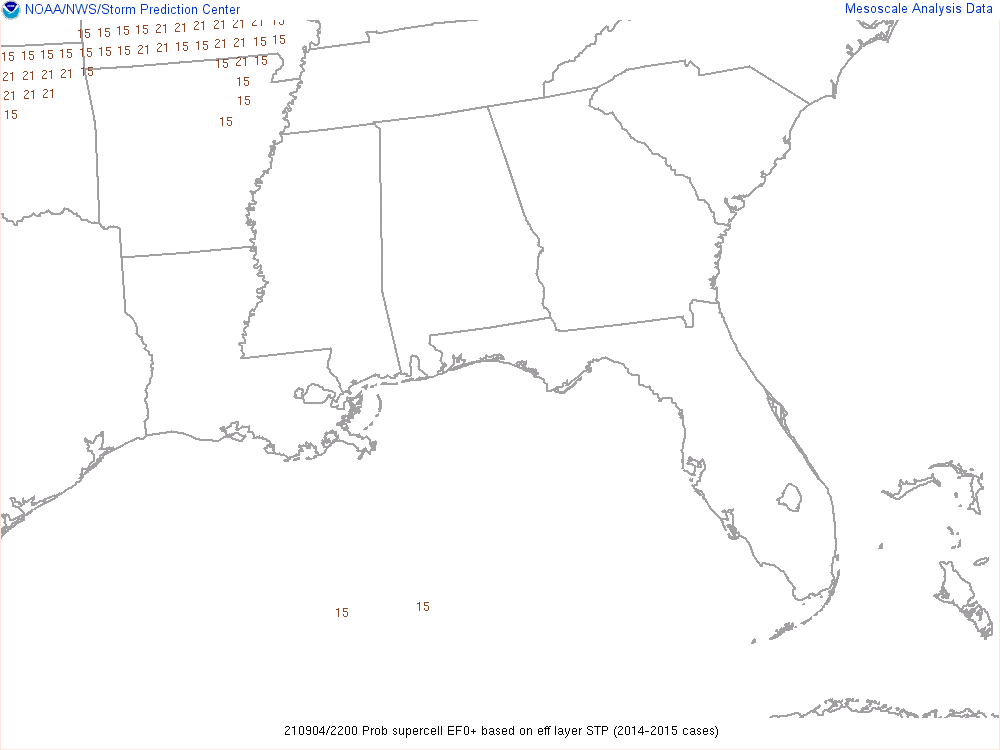 NOAA/NWS/Storm Prediction Center Mesoscale Analysis Data
15 15 15 15 21 21 21 21 21 21 15
15 15 15 15 15 15 15 21 21 15 15 21 21 15 15
21 21 21 21 15 15 21 15
21 21 21 15
15 15
15
15 15
210904/2200 Prob supercell EF0+ based on eff layer STP (2014-2015 cases)